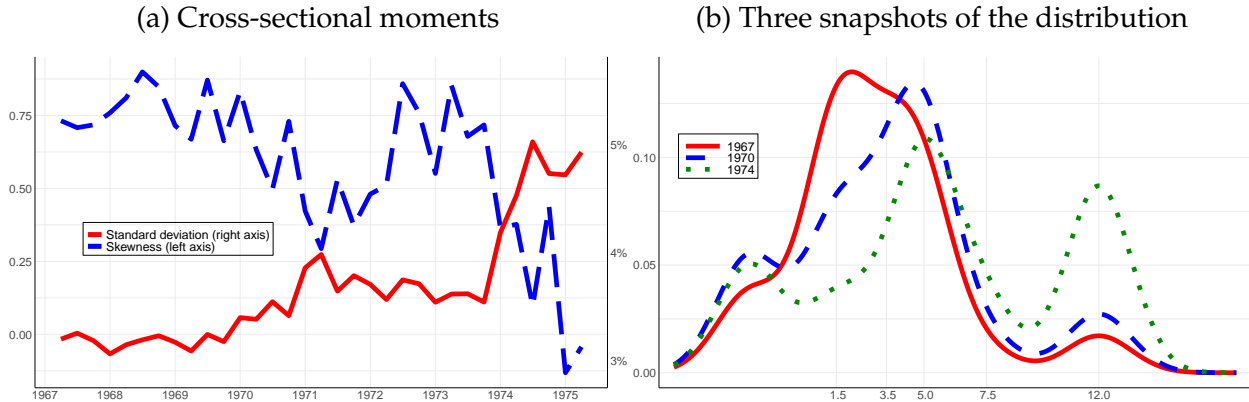 (a) Cross-sectional moments
0.75
0.50
0.25
0.00
5%
4%
3%
Standard deviation (right axis)
Skewness (left axis)
1967 1968 1969 1970 1971 1972 1973 1974 1975
(b) Three snapshots of the distribution
0.10
0.05
0.00
1967
1970
1974
1.5 3.5 5.0 7.5 12.0